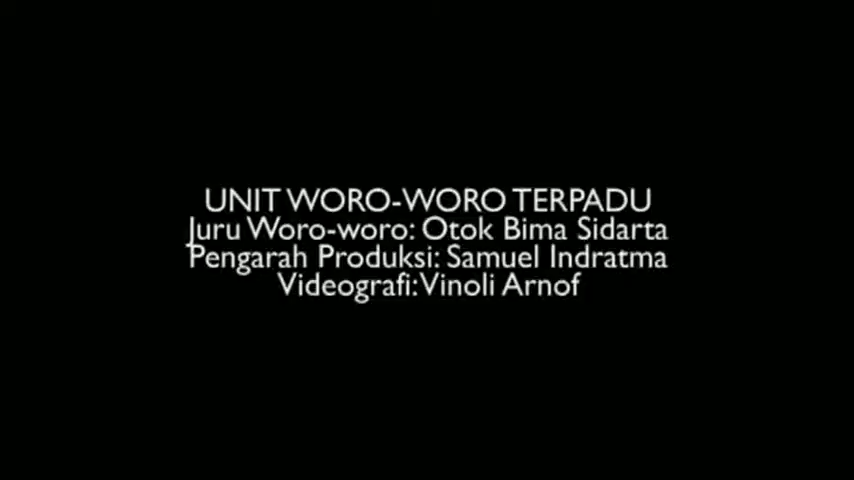 UNIT WORO-WORO TERPADU
Juru Woro-woro: Otok Bima Sidarta
Pengarah Produksi: Samuel Indratma
Videografi: Vinoli Arnof